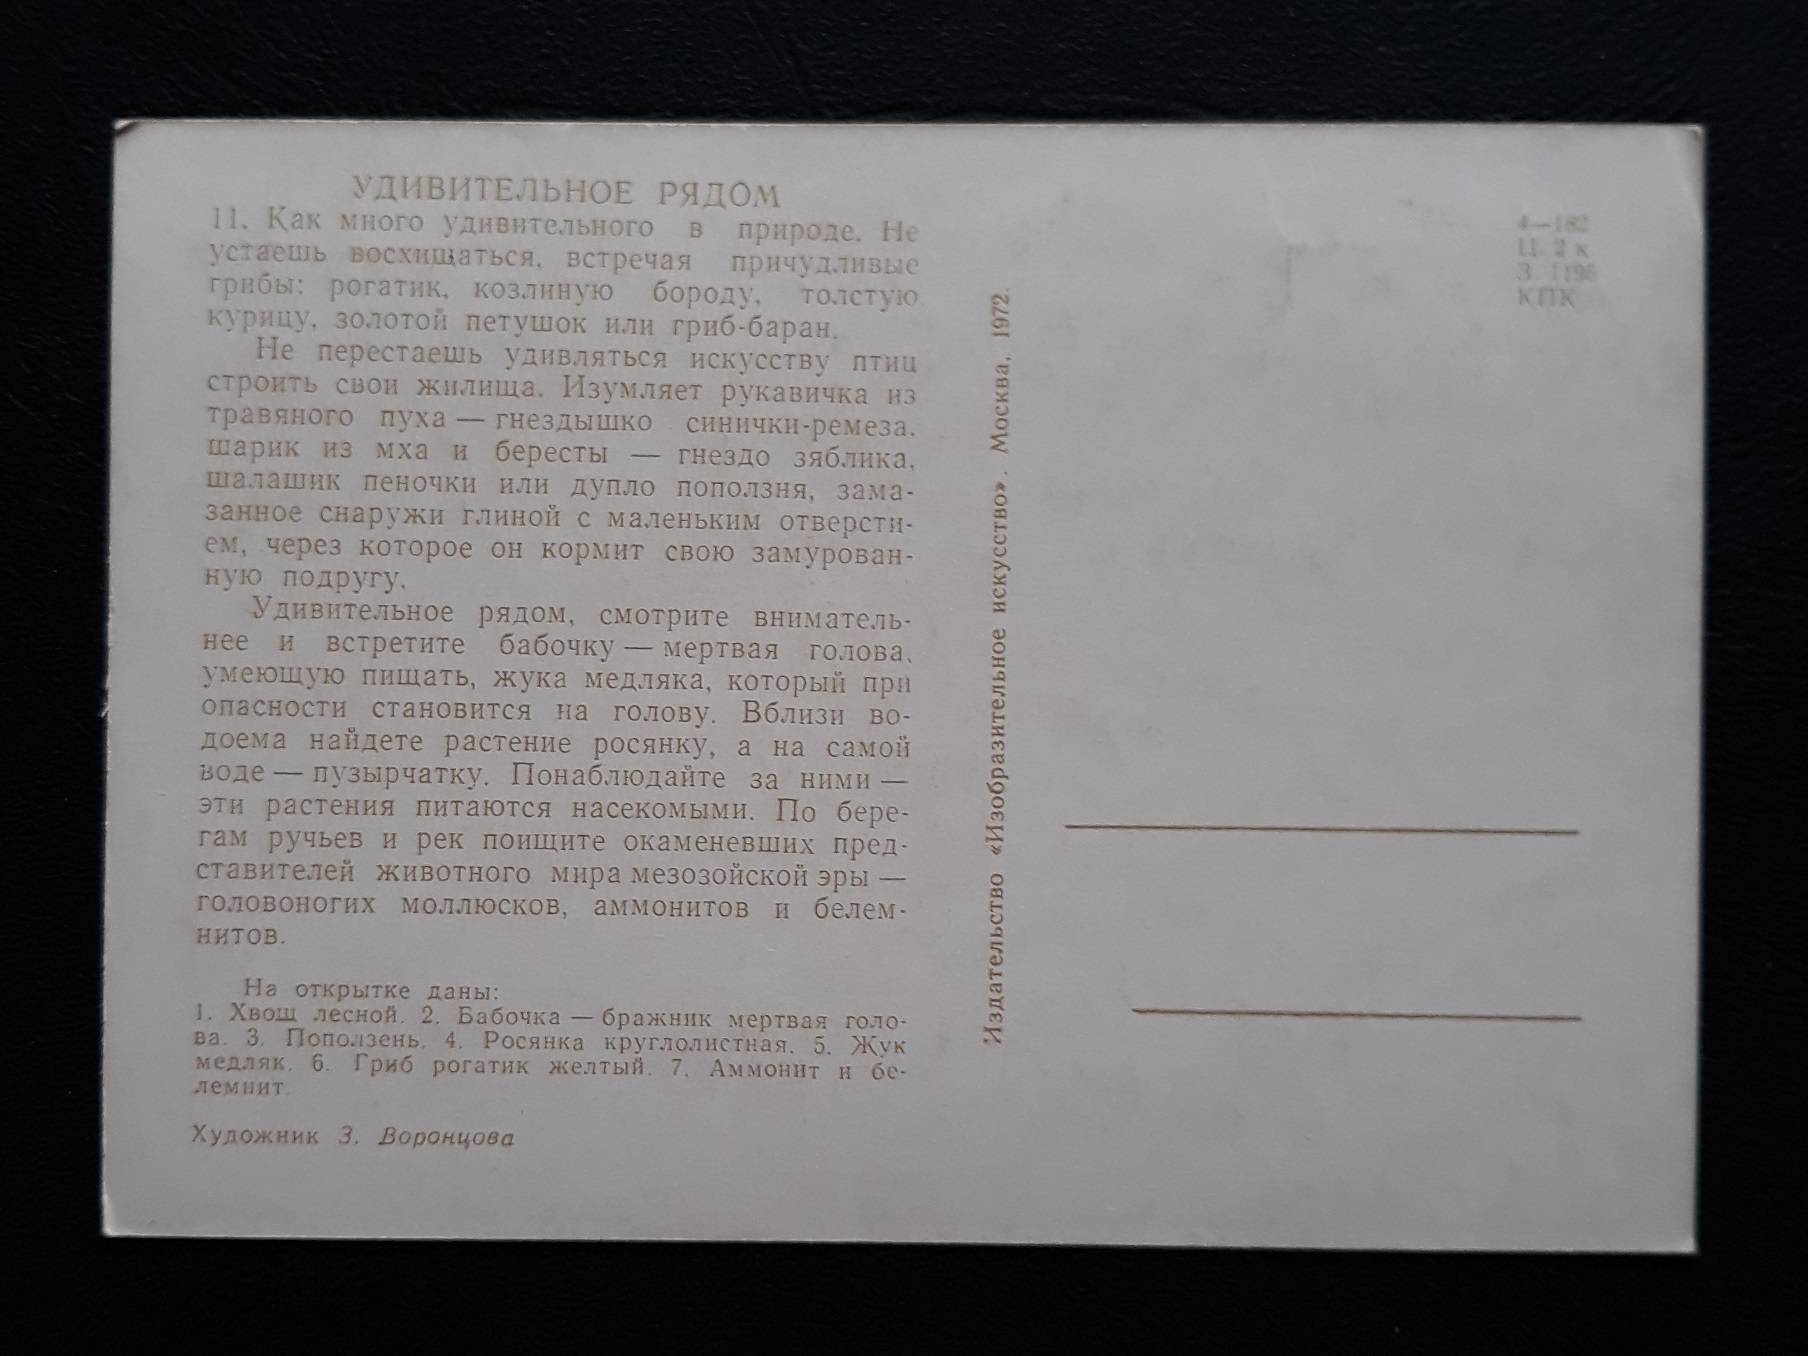 УДИВИТЕЛЬНОЕ РЯДОМ
11. Как много удивительного в природе. Не
устаешь восхищаться, встречая причудливые
грибы: рогатик, козлиную бороду, толстую
курицу, золотой петушок или гриб-баран.
Не перестаешь удивляться искусству птиц
строить свои жилища. Изумляет рукавичка из
травяного пуха — гнездышко синички-ремеза,
шарик из мха и бересты — гнездо зяблика,
шалашик пеночки или дупло поползня, зама-
занное снаружи глиной с маленьким отверсти-
ем, через которое он кормит свою замурован-
ную подругу.
Удивительное рядом, смотрите вниматель-
нее и встретите бабочку — мертвая голова,
умеющую пищать, жука медляка, который при
опасности становится на голову. Вблизи во-
доема найдете растение росянку, а на самой
воде — пузырчатку. Понаблюдайте за ними —
эти растения питаются насекомыми. По бере-
гам ручьев и рек поищите окаменевших пред-
ставителей животного мира мезозойской эры —
головоногих моллюсков, аммонитов и белем-
нитов.
На открытке даны:
1. Хвощ лесной. 2. Бабочка — бражник мертвая голо-
ва. 3. Поползень. 4. Росянка круглолистная. 5. Жук
медляк. 6. Гриб рогатик желтый. 7. Аммонит и бе-
лемнит.
Художник З. Воронцова
Издательство «Изобразительное искусство». Москва, 1972.
4—182
Ц. 2 к
З. 1195
КПК